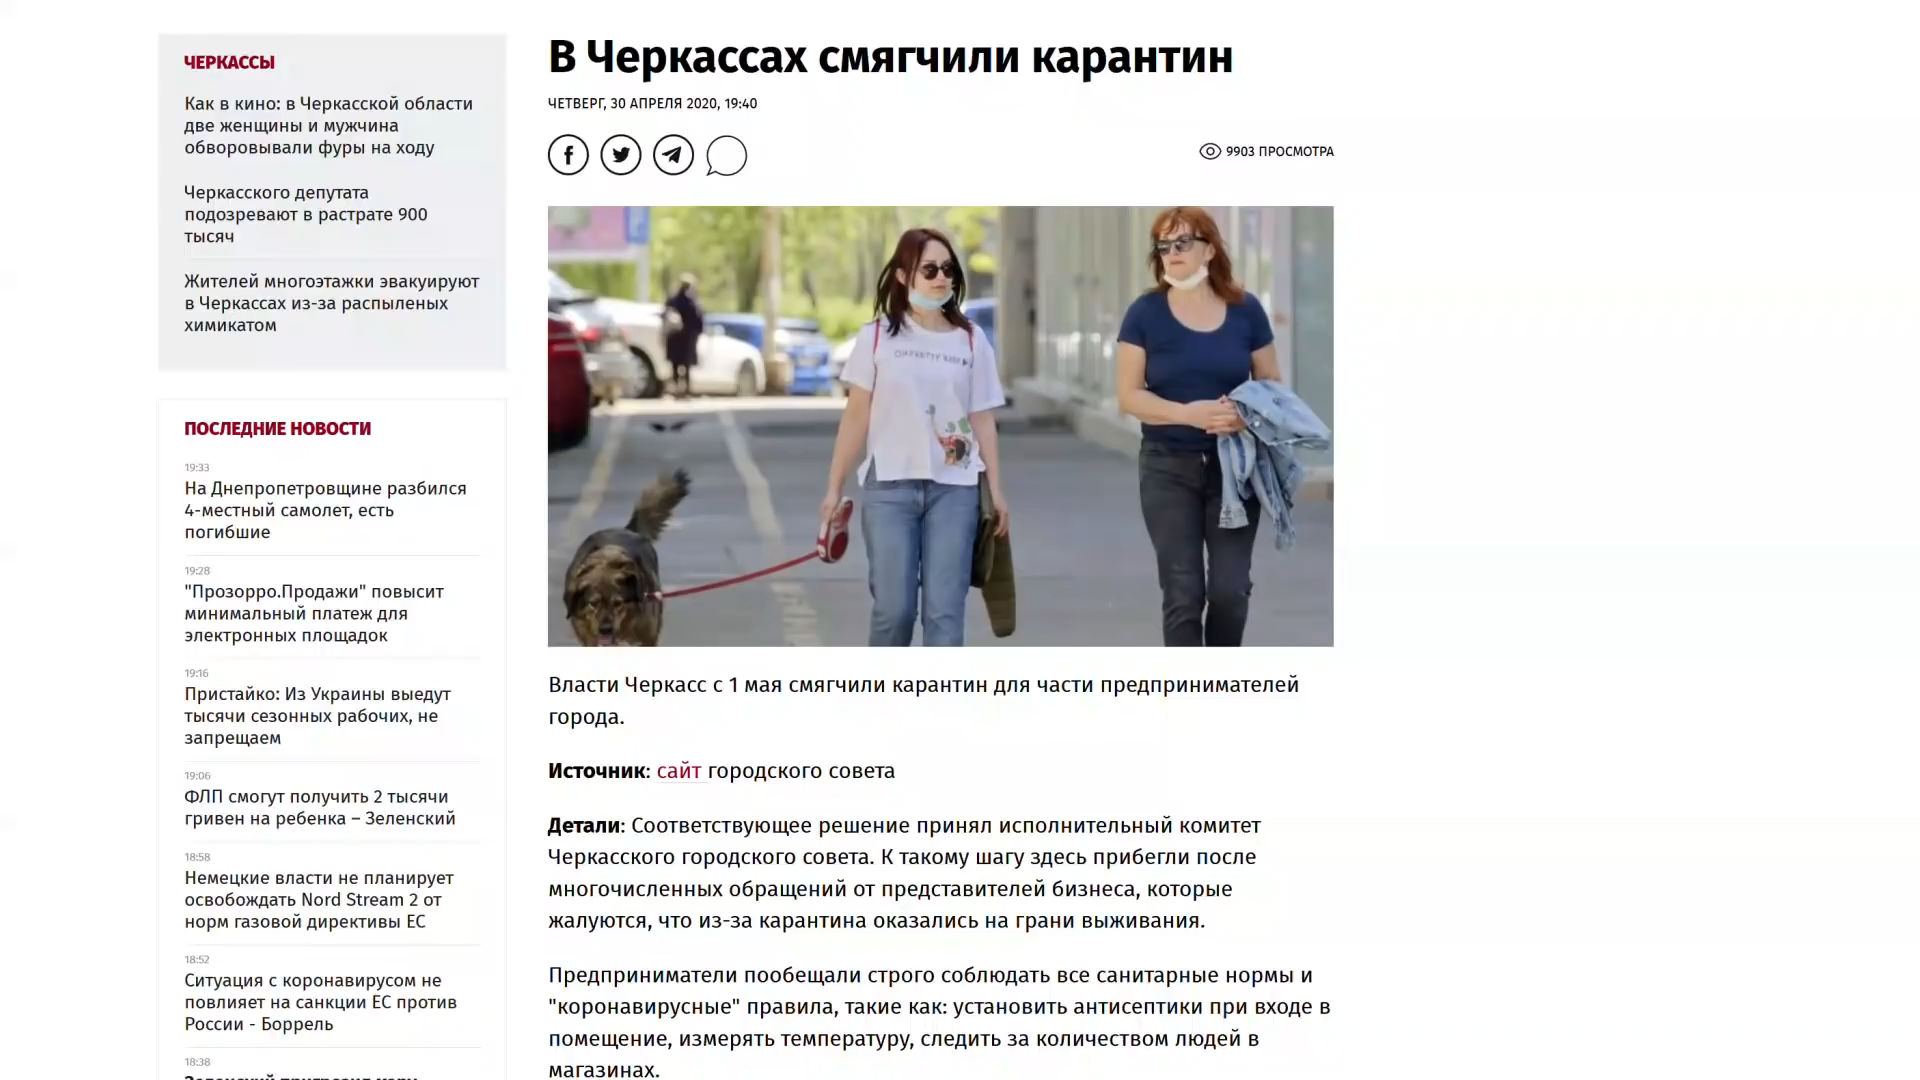 ЧЕРКАССЫ
Как в кино: в Черкасской области
две женщины и мужчина
обворовывали фуры на ходу
Черкасского депутата
подозревают в растрате 900
тысяч
Жителей многоэтажки эвакуируют
в Черкассах из-за распыленых
химикатом
ПОСЛЕДНИЕ НОВОСТИ
19:33
На Днепропетровщине разбился
4-местный самолет, есть
погибшие
19:28
"Прозорро.Продажи" повысит
минимальный платеж для
электронных площадок
19:16
Пристайко: Из Украины выедут
тысячи сезонных рабочих, не
запрещаем
19:06
ФЛП смогут получить 2 тысячи
гривен на ребенка – Зеленский
18:58
Немецкие власти не планирует
освобождать Nord Stream 2 от
норм газовой директивы ЕС
18:52
Ситуация с коронавирусом не
повлияет на санкции ЕС против
России - Боррель
18:38
В Черкассах смягчили карантин
ЧЕТВЕРГ, 30 АПРЕЛЯ 2020, 19:40
9903 ПРОСМОТРА
Власти Черкасс с 1 мая смягчили карантин для части предпринимателей
города.
Источник: сайт городского совета
Детали: Соответствующее решение принял исполнительный комитет
Черкасского городского совета. К такому шагу здесь прибегли после
многочисленных обращений от представителей бизнеса, которые
жалуются, что из-за карантина оказались на грани выживания.
Предприниматели пообещали строго соблюдать все санитарные нормы и
"коронавирусные" правила, такие как: установить антисептики при входе в
помещение, измерять температуру, следить за количеством людей в
магазинах.